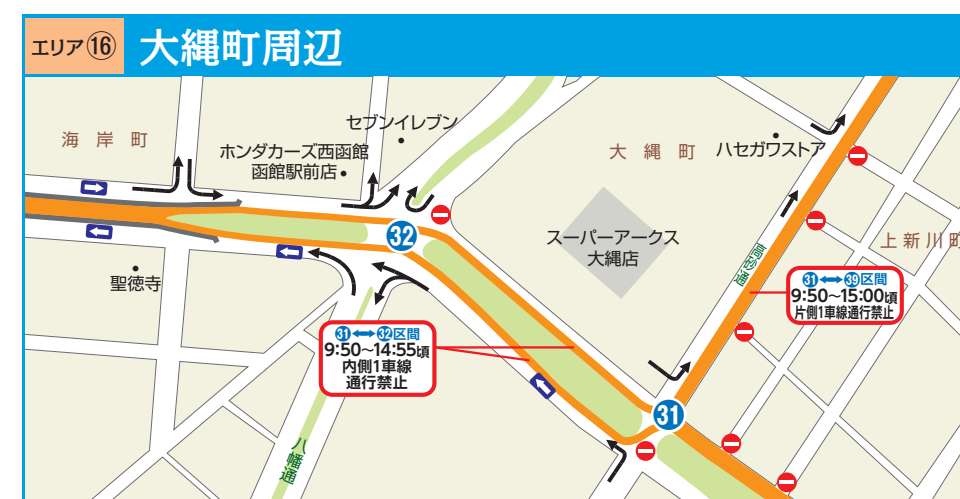 エリア⑯ 大縄町周辺
海岸町
セブンイレブン
ホンダカーズ西函館
函館駅前店
大縄町
ハセガワストア
32
スーパーアークス
大縄店
上新川町
高砂通
聖徳寺
31⟷39区間
9:50〜15:00頃
片側1車線通行禁止
31⟷32区間
9:50〜14:55頃
内側1車線
通行禁止
31
八幡通